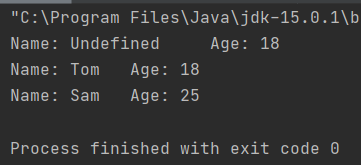 "C:\Program Files\Java\jdk-15.0.1\b
Name: Undefined    Age: 18
Name: Tom   Age: 18
Name: Sam   Age: 25
Process finished with exit code 0